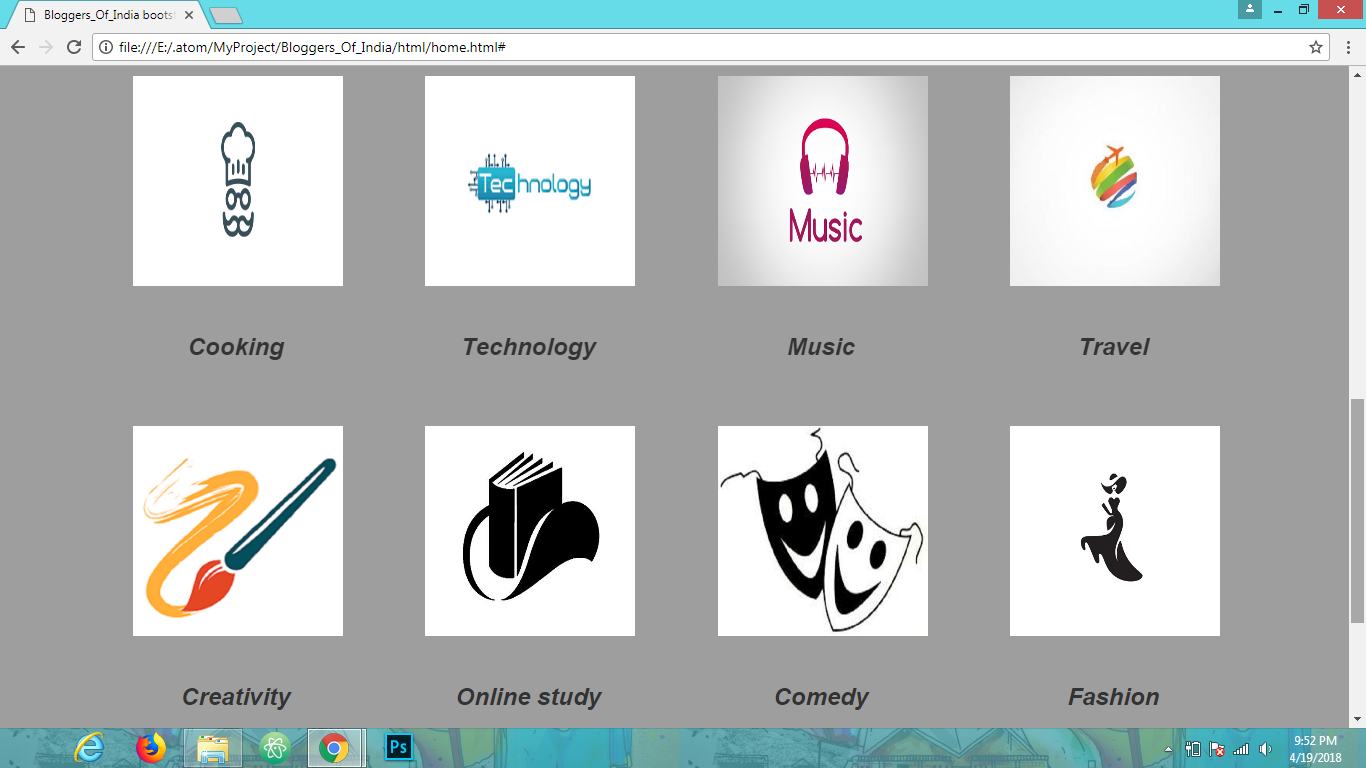 Bloggers_Of_India boots
file:///E:/.atom/MyProject/Bloggers_Of_India/html/home.html#
Technology
Music
Cooking
Technology
Music
Travel
Creativity
Online study
Comedy
Fashion
Ps
9:52 PM
4/19/2018